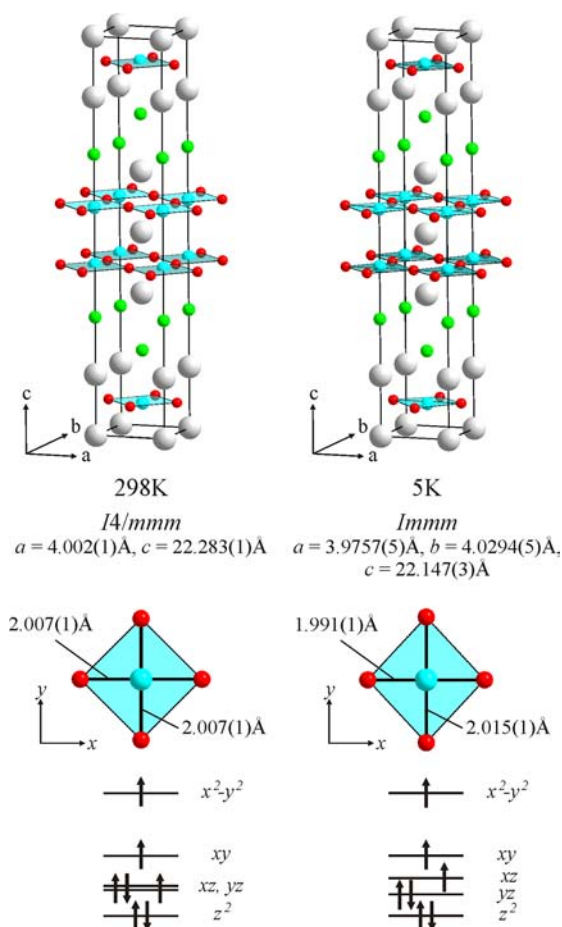 c
b
a
c
b
a
298K
5K
I4/mmm
Immm
a = 4.002(1)Å, c = 22.283(1)Å
a = 3.9757(5)Å, b = 4.0294(5)Å,
c = 22.147(3)Å
2.007(1)Å
1.991(1)Å
y
y
2.007(1)Å
2.015(1)Å
x
x
x²-y²
x²-y²
xy
xy
xz
xz, yz
yz
z²
z²